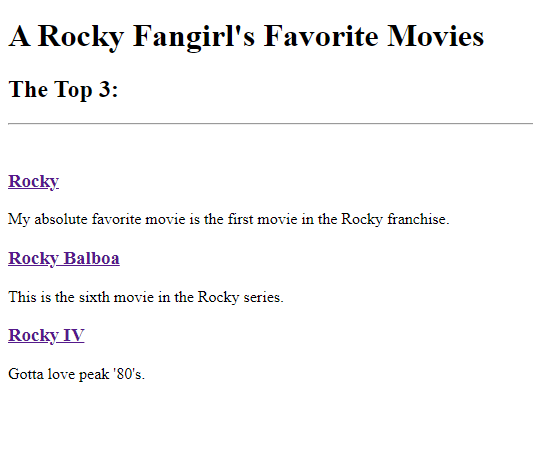 A Rocky Fangirl's Favorite Movies
The Top 3:
Rocky
My absolute favorite movie is the first movie in the Rocky franchise.
Rocky Balboa
This is the sixth movie in the Rocky series.
Rocky IV
Gotta love peak '80's.